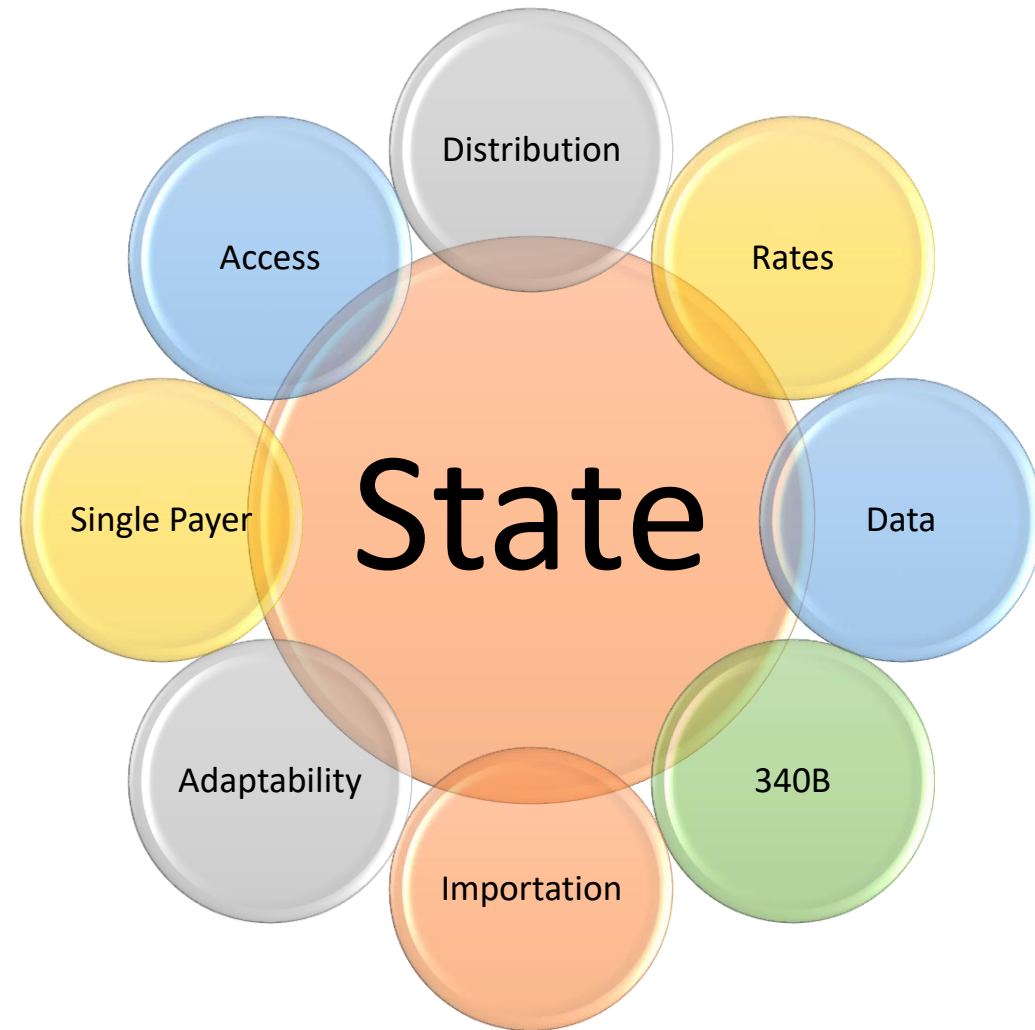 Distribution
Access
Rates
State
Single Payer
Data
Adaptability
340B
Importation